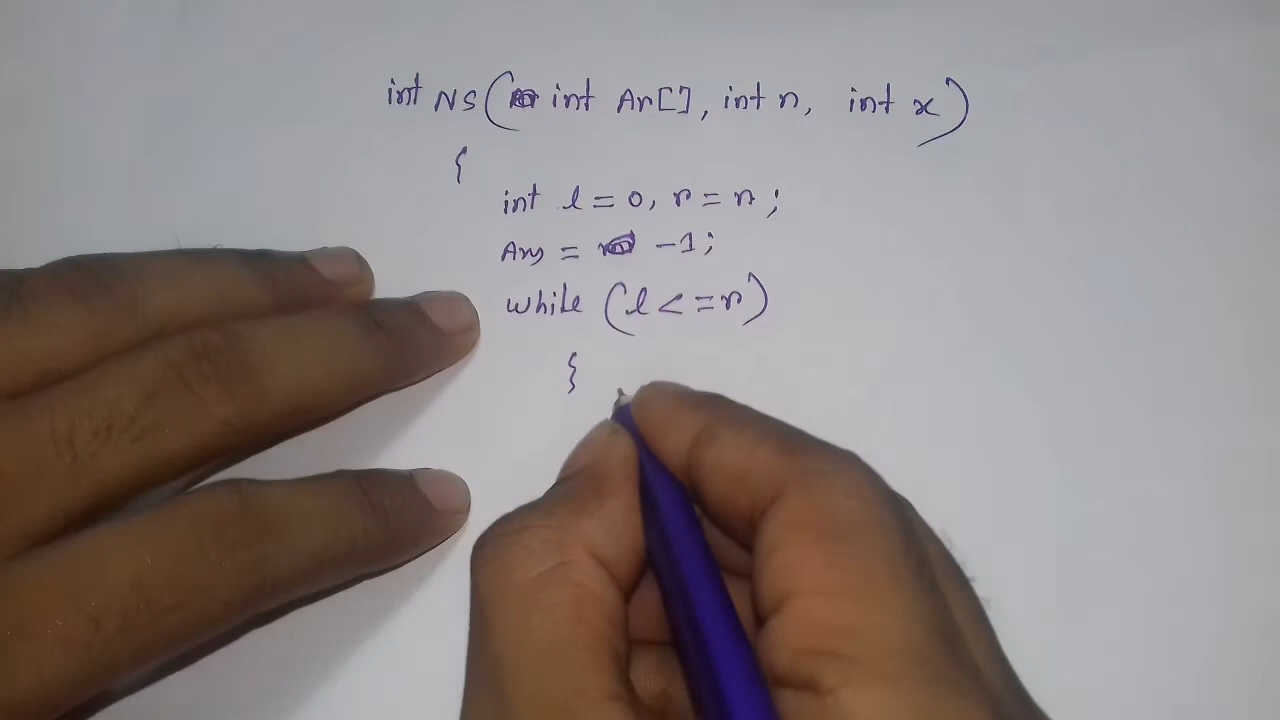 int NS(int Ar[], int n, int x)
{
int l = 0, r = n;
Ans = -1;
while (l <= r)
{